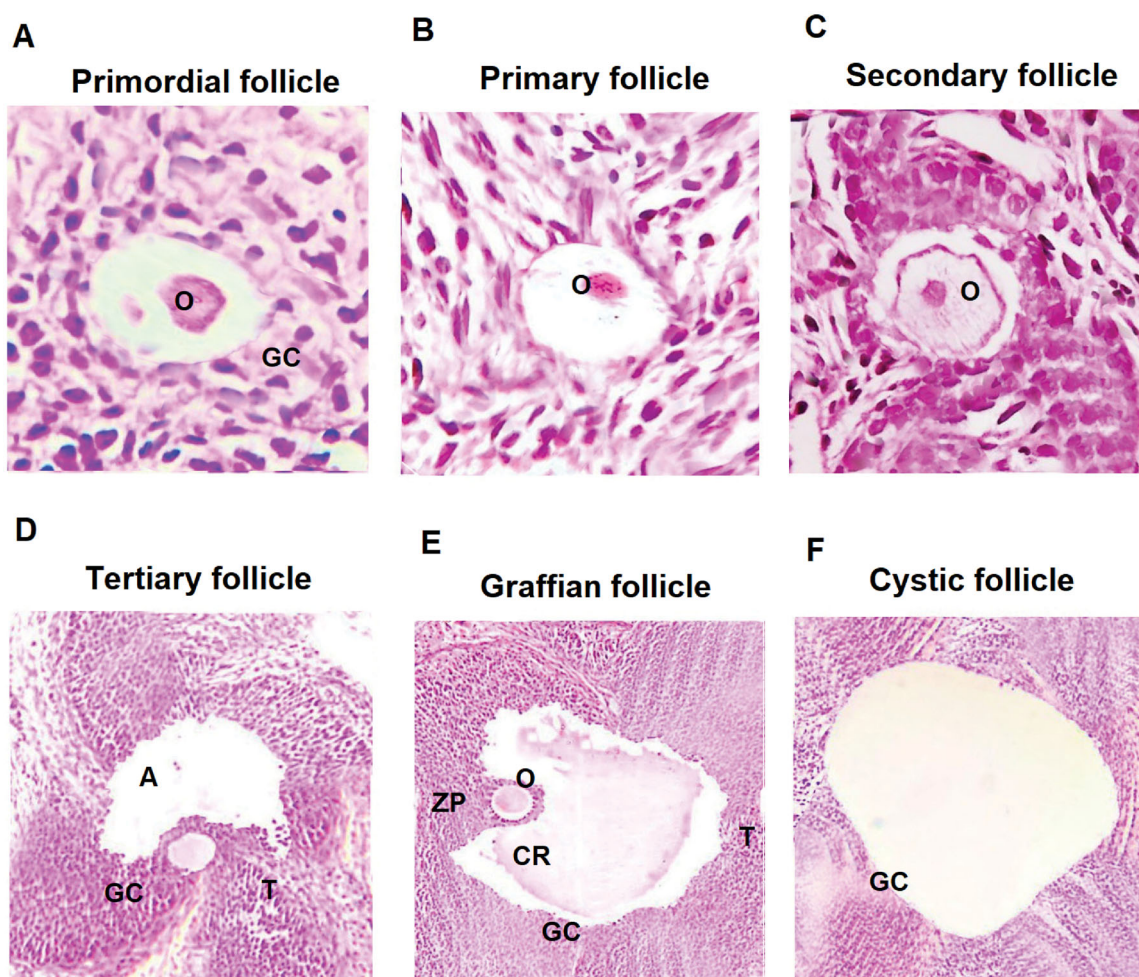 A
Primordial follicle
O
GC
B
Primary follicle
O
C
Secondary follicle
O
D
Tertiary follicle
A
GC
T
E
Graffian follicle
O
ZP
CR
T
GC
F
Cystic follicle
GC